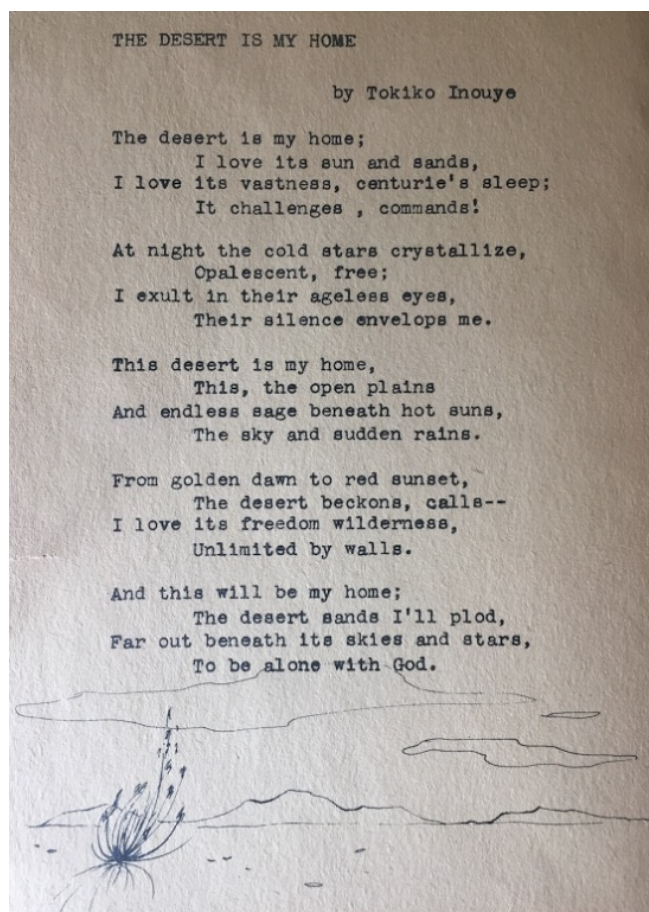 THE DESERT IS MY HOME
by Tokiko Inouye
The desert is my home;
I love its sun and sands,
I love its vastness, centurie's sleep;
It challenges , commands!
At night the cold stars crystallize,
Opalescent, free;
I exult in their ageless eyes,
Their silence envelops me.
This desert is my home,
This, the open plains
And endless sage beneath hot suns,
The sky and sudden rains.
From golden dawn to red sunset,
The desert beckons, calls--
I love its freedom wilderness,
Unlimited by walls.
And this will be my home;
The desert sands I'll plod,
Far out beneath its skies and stars,
To be alone with God.